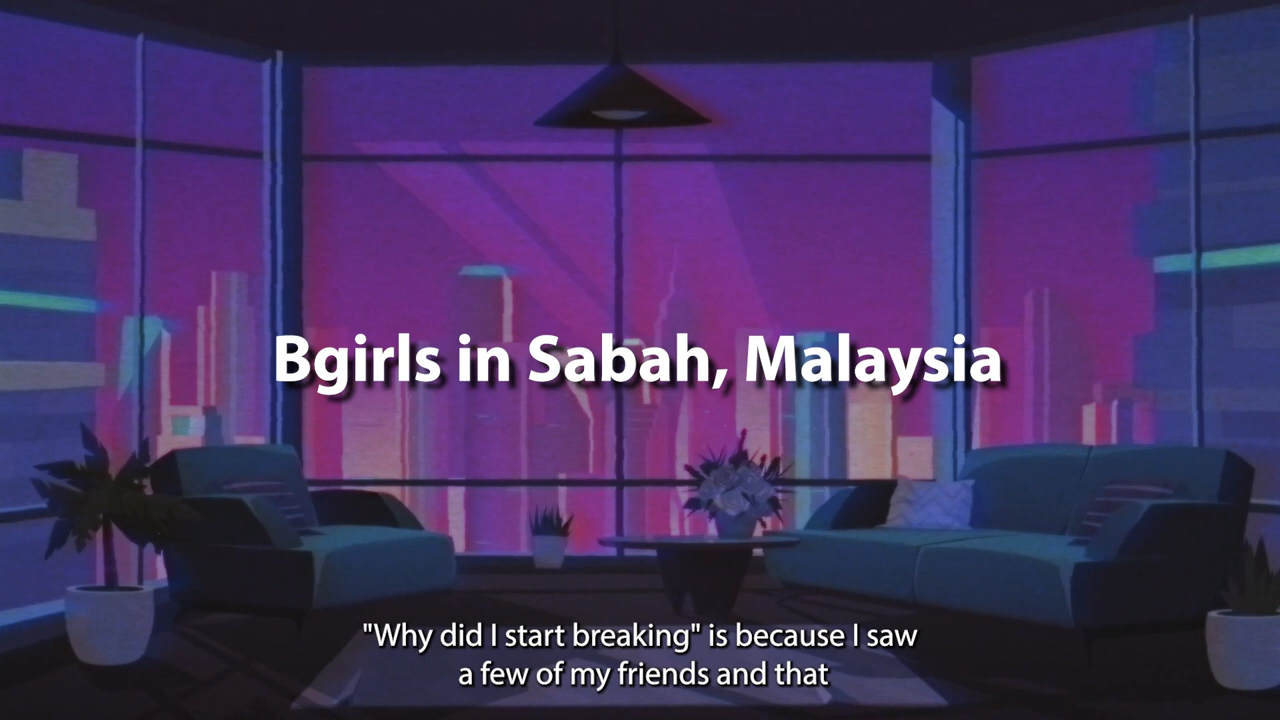 Bgirls in Sabah, Malaysia
"Why did I start breaking" is because I saw
a few of my friends and that